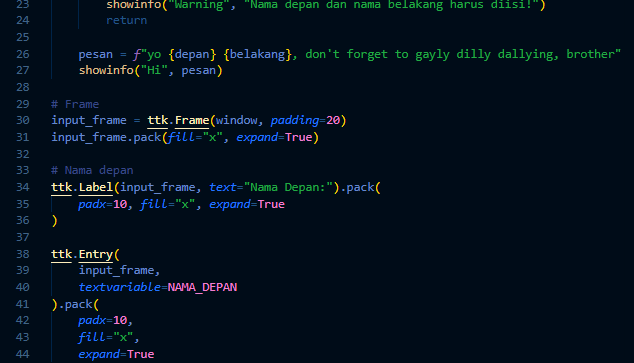 23 showinfo("Warning", "Nama depan dan nama belakang harus diisi!")
24 return
25
26 pesan = f"yo {depan} {belakang}, don't forget to gayly dilly dallying, brother"
27 showinfo("Hi", pesan)
28
29 # Frame
30 input_frame = ttk.Frame(window, padding=20)
31 input_frame.pack(fill="x", expand=True)
32
33 # Nama depan
34 ttk.Label(input_frame, text="Nama Depan:").pack(
35 padx=10, fill="x", expand=True
36 )
37
38 ttk.Entry(
39 input_frame,
40 textvariable=NAMA_DEPAN
41 ).pack(
42 padx=10,
43 fill="x",
44 expand=True